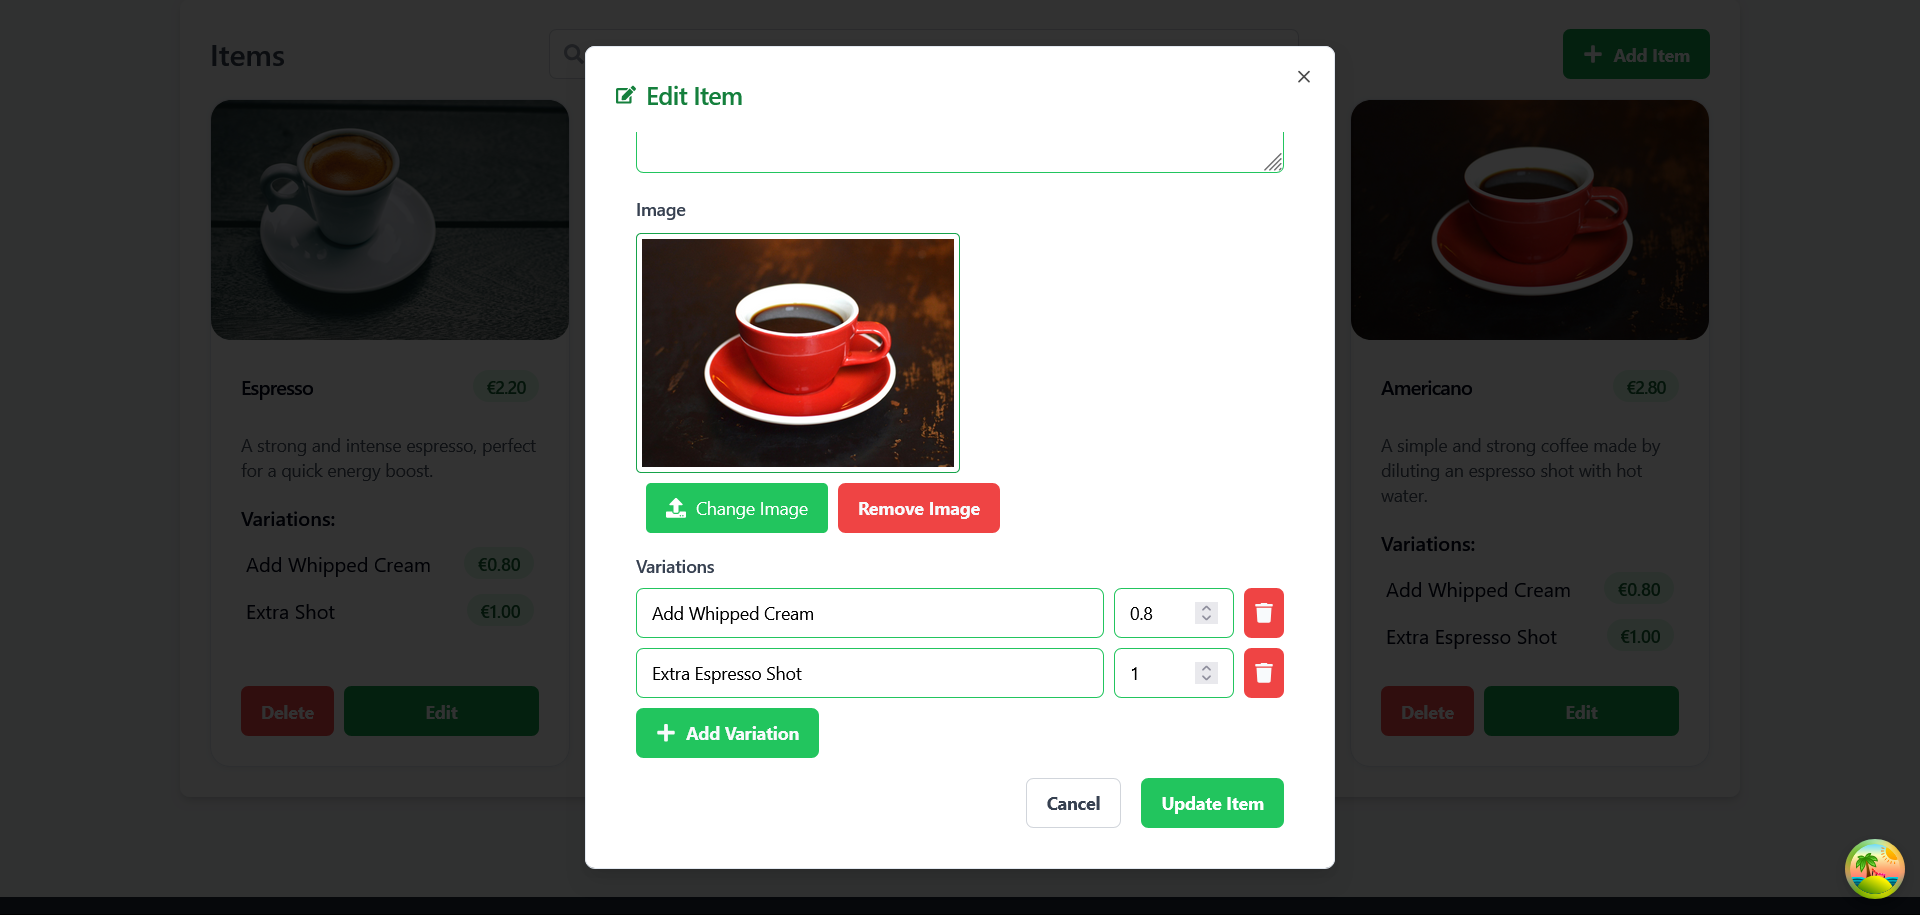 Items
Add Item
Edit Item
Image
Change Image
Remove Image
Variations
Add Whipped Cream
0.8
Extra Espresso Shot
1
Add Variation
Cancel
Update Item
Espresso
€2.20
A strong and intense espresso, perfect
for a quick energy boost.
Variations:
Add Whipped Cream
€0.80
Extra Shot
€1.00
Delete
Edit
Americano
€2.80
A simple and strong coffee made by
diluting an espresso shot with hot
water.
Variations:
Add Whipped Cream
€0.80
Extra Espresso Shot
€1.00
Delete
Edit